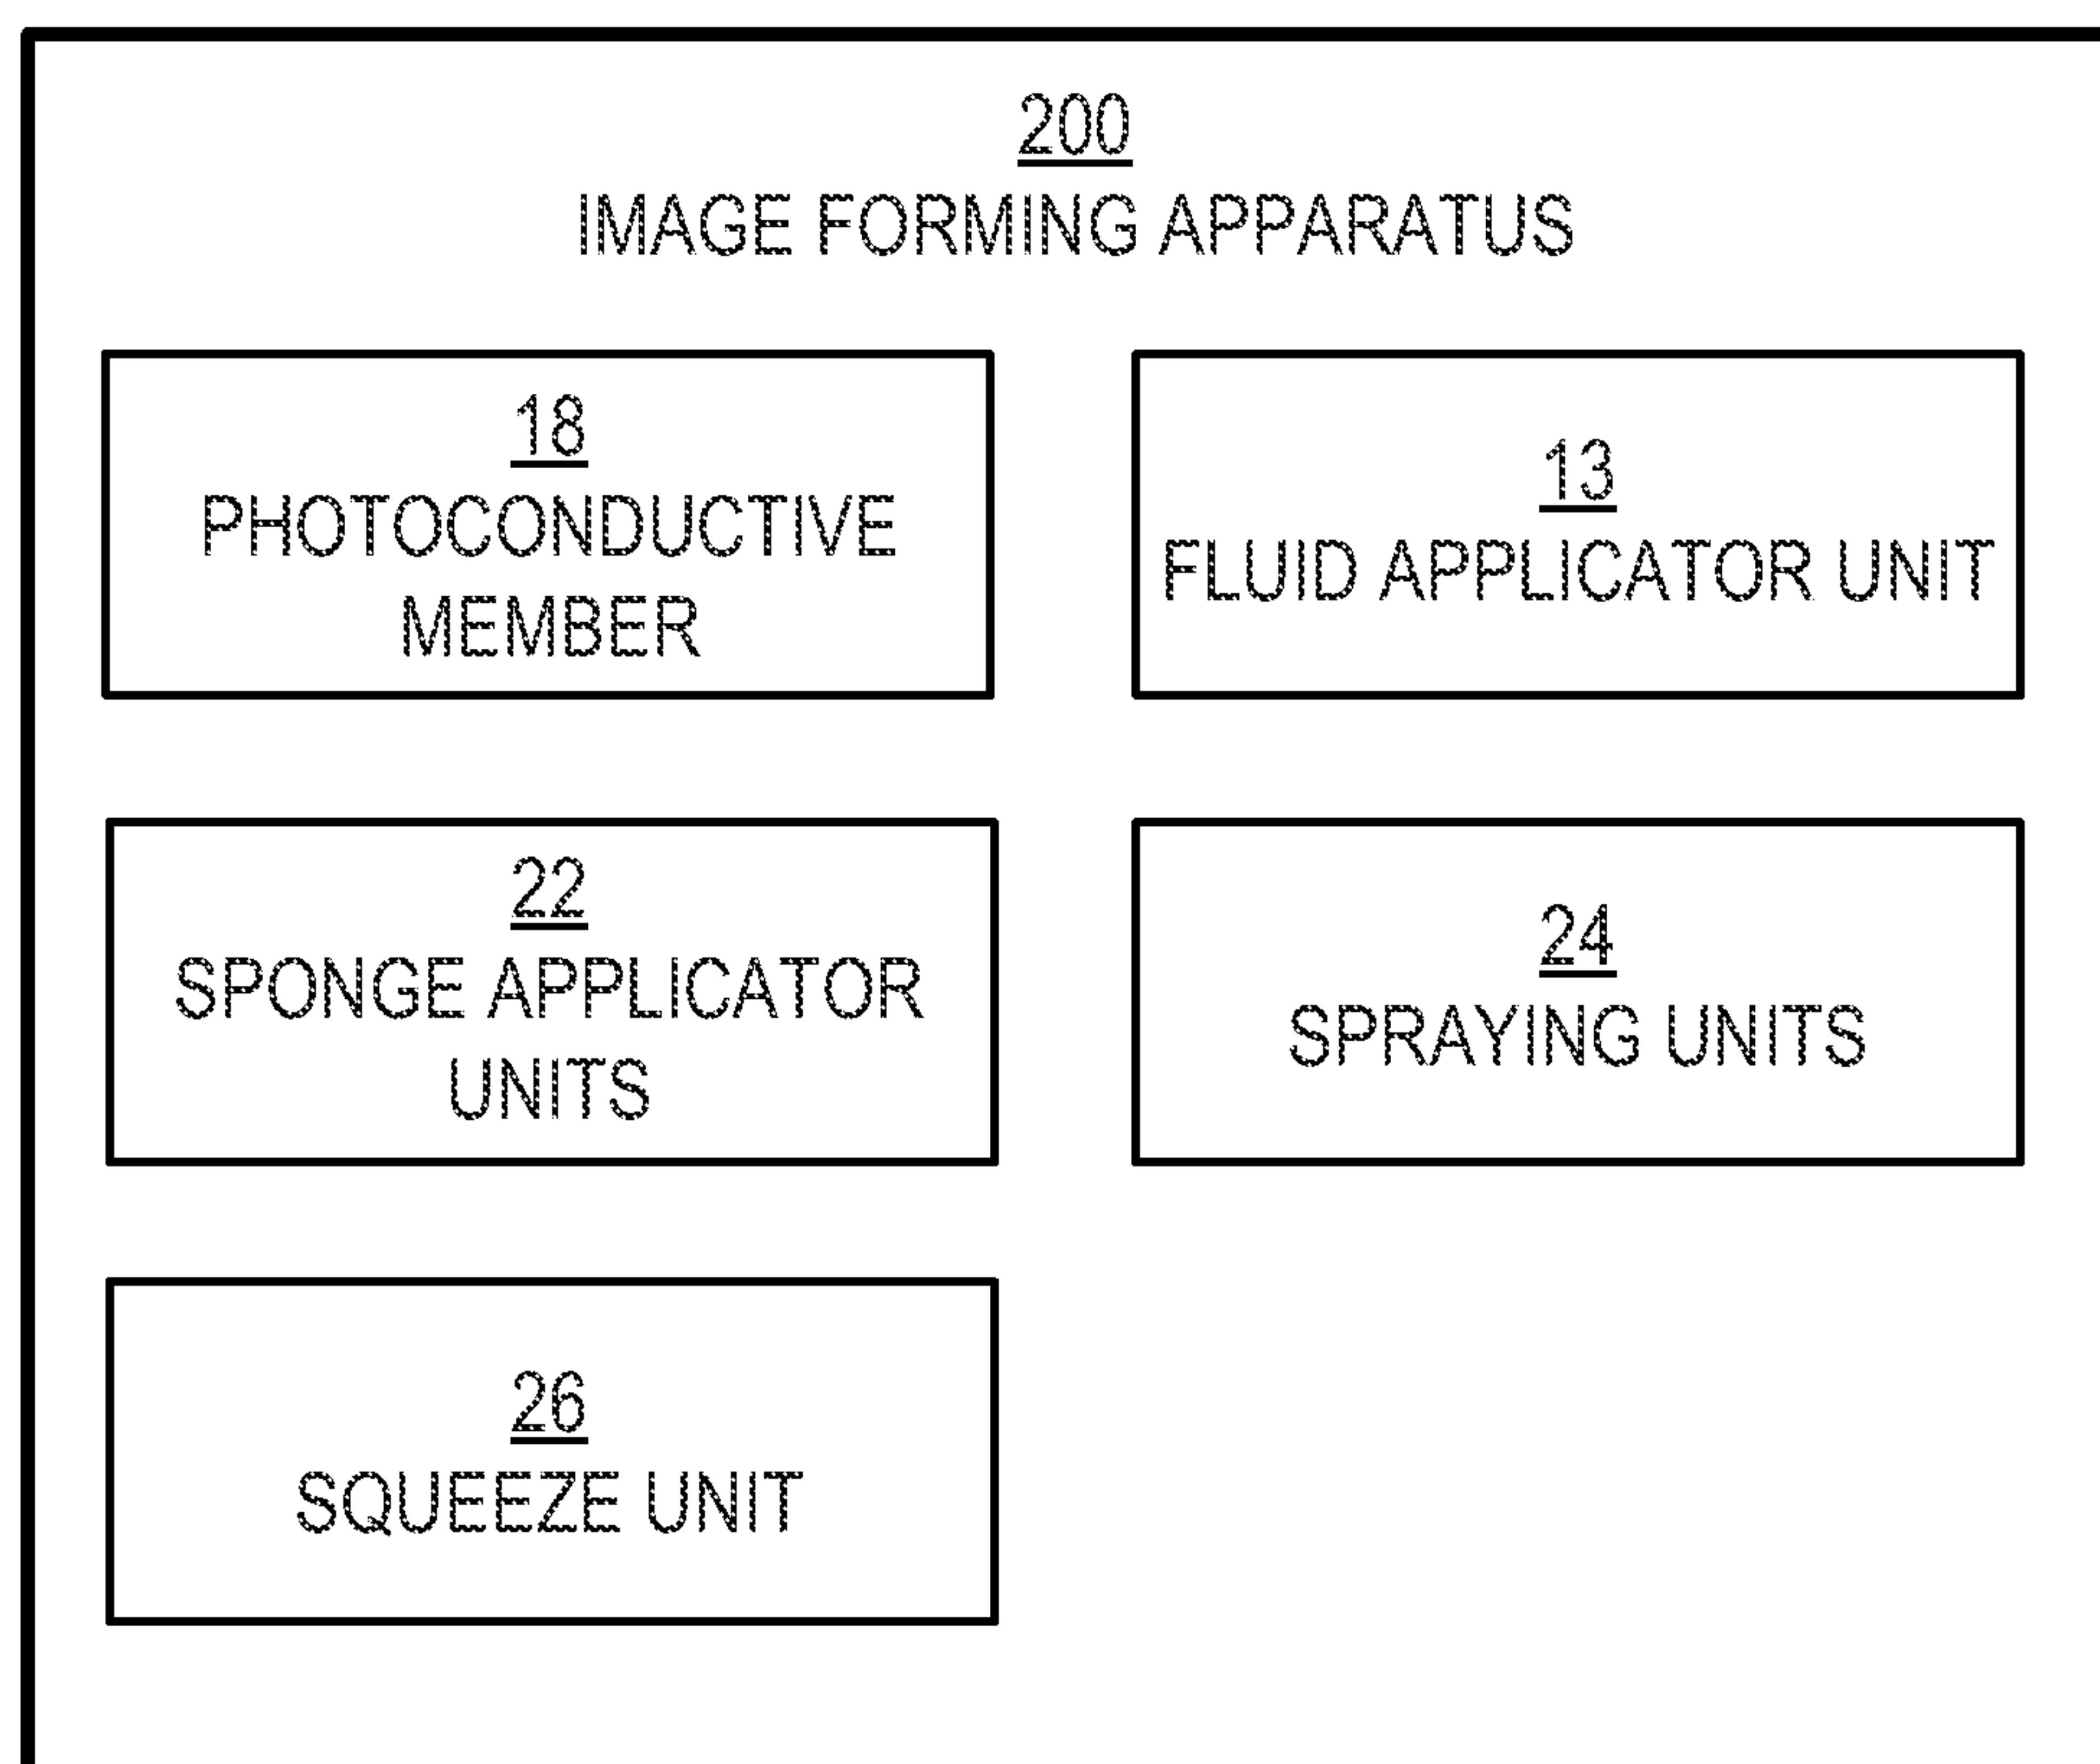 200
IMAGE FORMING APPARATUS
18
PHOTOCONDUCTIVE
MEMBER
13
FLUID APPLICATOR UNIT
22
SPONGE APPLICATOR
UNITS
24
SPRAYING UNITS
26
SQUEEZE UNIT